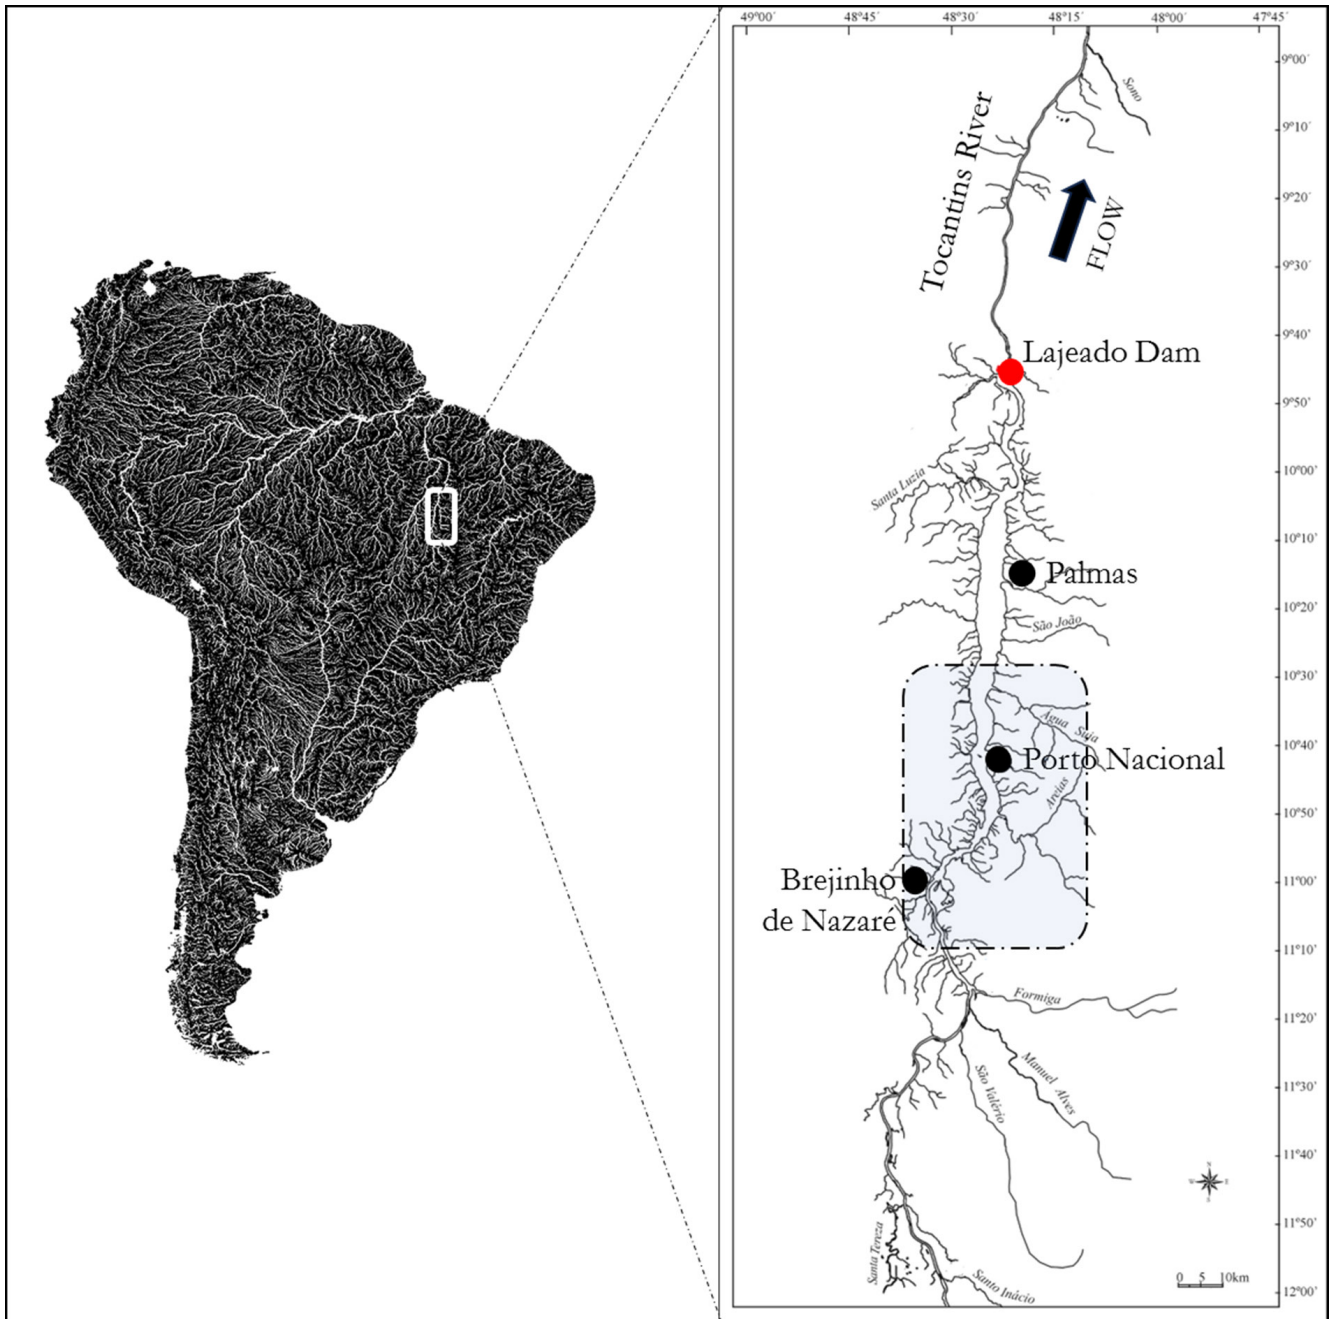 49°00' 48°45' 48°30' 48°15' 48°00' 47°45'
9°00'
Sono
9°10'
Tocantins River
9°20'
FLOW
9°30'
9°40'
Lajeado Dam
9°50'
10°00'
Santa Luzia
10°10'
Palmas
10°20'
São João
10°30'
Água Suja
10°40'
Porto Nacional
Areias
10°50'
Brejinho
de Nazaré
11°00'
11°10'
Formiga
11°20'
Manuel Alves
São Valério
11°30'
11°40'
11°50'
Santa Tereza
Santo Inácio
0 5 10km
12°00'